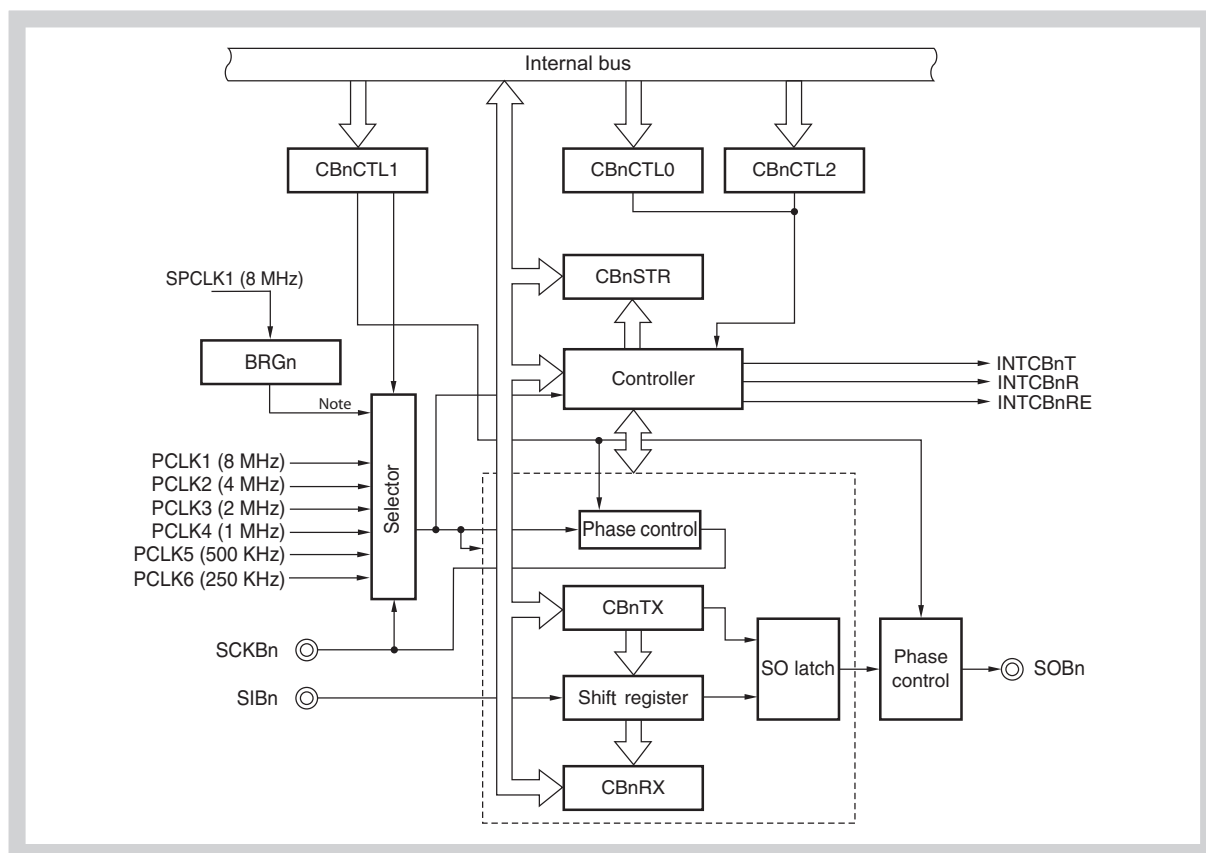 Internal bus
CBnCTL1
CBnCTL0
CBnCTL2
SPCLK1 (8 MHz)
CBnSTR
BRGn
Controller
INTCBnT
INTCBnR
INTCBnRE
Note
PCLK1 (8 MHz)
PCLK2 (4 MHz)
PCLK3 (2 MHz)
PCLK4 (1 MHz)
PCLK5 (500 KHz)
PCLK6 (250 KHz)
Selector
Phase control
CBnTX
SCKBn
SO latch
Phase
control
SOBn
SIBn
Shift register
CBnRX